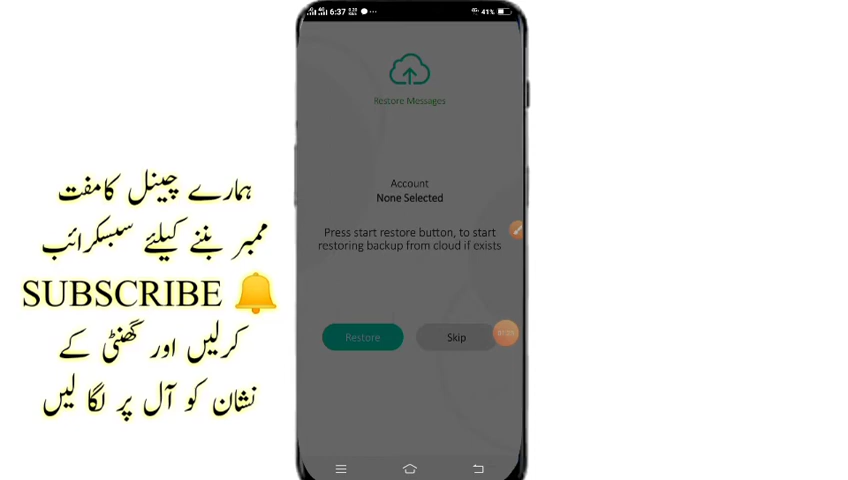 ہمارے چینل کا مفت
ممبر بننے کیلئے سبسکرائب
SUBSCRIBE 🔔
کرلیں اور گھنٹی کے
نشان کو آل پر لگا لیں
6:37
41%
Restore Messages
Account
None Selected
Press start restore button, to start
restoring backup from cloud if exists
Restore Skip